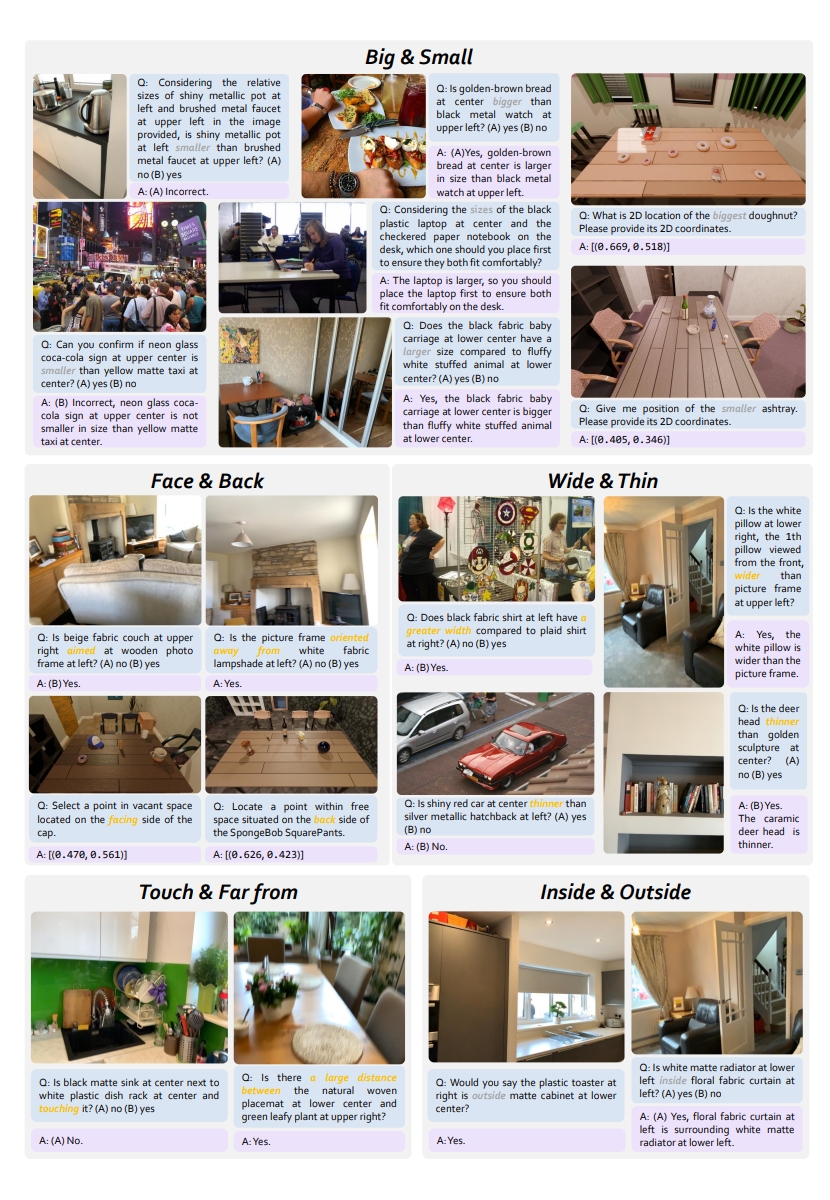 Big & Small
Q: Considering the relative
sizes of shiny metallic pot at
left and brushed metal faucet
at upper left in the image
provided, is shiny metallic pot
at left smaller than brushed
metal faucet at upper left? (A)
no (B) yes
A: (A) Incorrect.
Q: Is golden-brown bread
at center bigger than
black metal watch at
upper left? (A) yes (B) no
A: (A)Yes, golden-brown
bread at center is larger
in size than black metal
watch at upper left.
Q: What is 2D location of the biggest doughnut?
Please provide its 2D coordinates.
A: [(0.669, 0.518)]
TIMES
SQUARE
Q: Can you confirm if neon glass
coca-cola sign at upper center is
smaller than yellow matte taxi at
center? (A) yes (B) no
A: (B) Incorrect, neon glass coca-
cola sign at upper center is not
smaller in size than yellow matte
taxi at center.
Q: Considering the sizes of the black
plastic laptop at center and the
checkered paper notebook on the
desk, which one should you place first
to ensure they both fit comfortably?
A: The laptop is larger, so you should
place the laptop first to ensure both
fit comfortably on the desk.
Q: Does the black fabric baby
carriage at lower center have a
larger size compared to fluffy
white stuffed animal at lower
center? (A) yes (B) no
A: Yes, the black fabric baby
carriage at lower center is bigger
than fluffy white stuffed animal
at lower center.
Q: Give me position of the smaller ashtray.
Please provide its 2D coordinates.
A: [(0.405, 0.346)]
Face & Back
Q: Is beige fabric couch at upper
right aimed at wooden photo
frame at left? (A) no (B) yes
A: (B) Yes.
Q: Is the picture frame oriented
away from white fabric
lampshade at left? (A) no (B) yes
A: Yes.
Q: Select a point in vacant space
located on the facing side of the
cap.
A: [(0.470, 0.561)]
Q: Locate a point within free
space situated on the back side of
the SpongeBob SquarePants.
A: [(0.626, 0.423)]
Wide & Thin
Q: Does black fabric shirt at left have a
greater width compared to plaid shirt
at right? (A) no (B) yes
A: (B) Yes.
Q: Is the white
pillow at lower
right, the 1th
pillow viewed
from the front,
wider than
picture frame
at upper left?
A: Yes, the
white pillow is
wider than the
picture frame.
Q: Is shiny red car at center thinner than
silver metallic hatchback at left? (A) yes
(B) no
A: (B) No.
Q: Is the deer
head thinner
than golden
sculpture at
center? (A)
no (B) yes
A: (B) Yes.
The caramic
deer head is
thinner.
Touch & Far from
Q: Is black matte sink at center next to
white plastic dish rack at center and
touching it? (A) no (B) yes
A: (A) No.
Q: Is there a large distance
between the natural woven
placemat at lower center and
green leafy plant at upper right?
A: Yes.
Inside & Outside
Q: Would you say the plastic toaster at
right is outside matte cabinet at lower
center?
A: Yes.
Q: Is white matte radiator at lower
left inside floral fabric curtain at
left? (A) yes (B) no
A: (A) Yes, floral fabric curtain at
left is surrounding white matte
radiator at lower left.